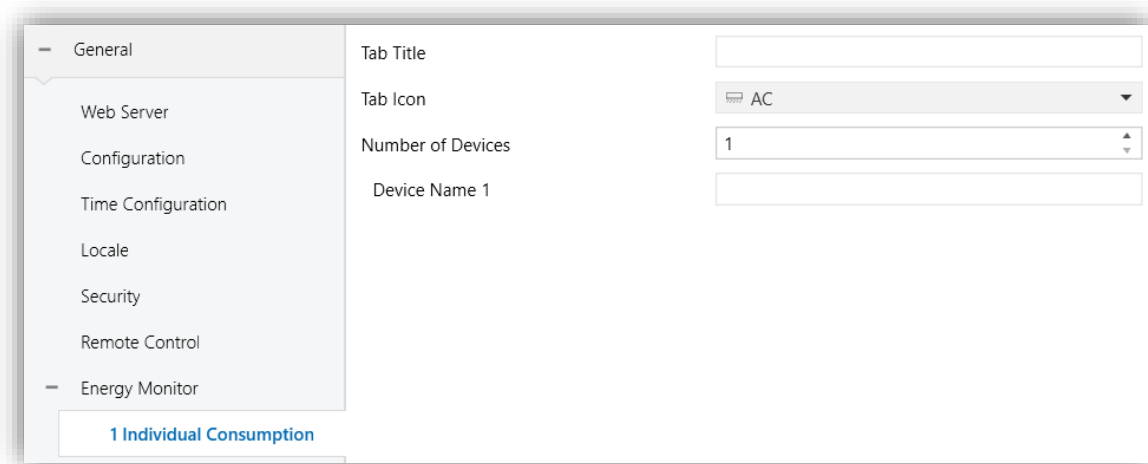 General
Web Server
Configuration
Time Configuration
Locale
Security
Remote Control
Energy Monitor
1 Individual Consumption
Tab Title
Tab Icon
AC
Number of Devices
1
Device Name 1